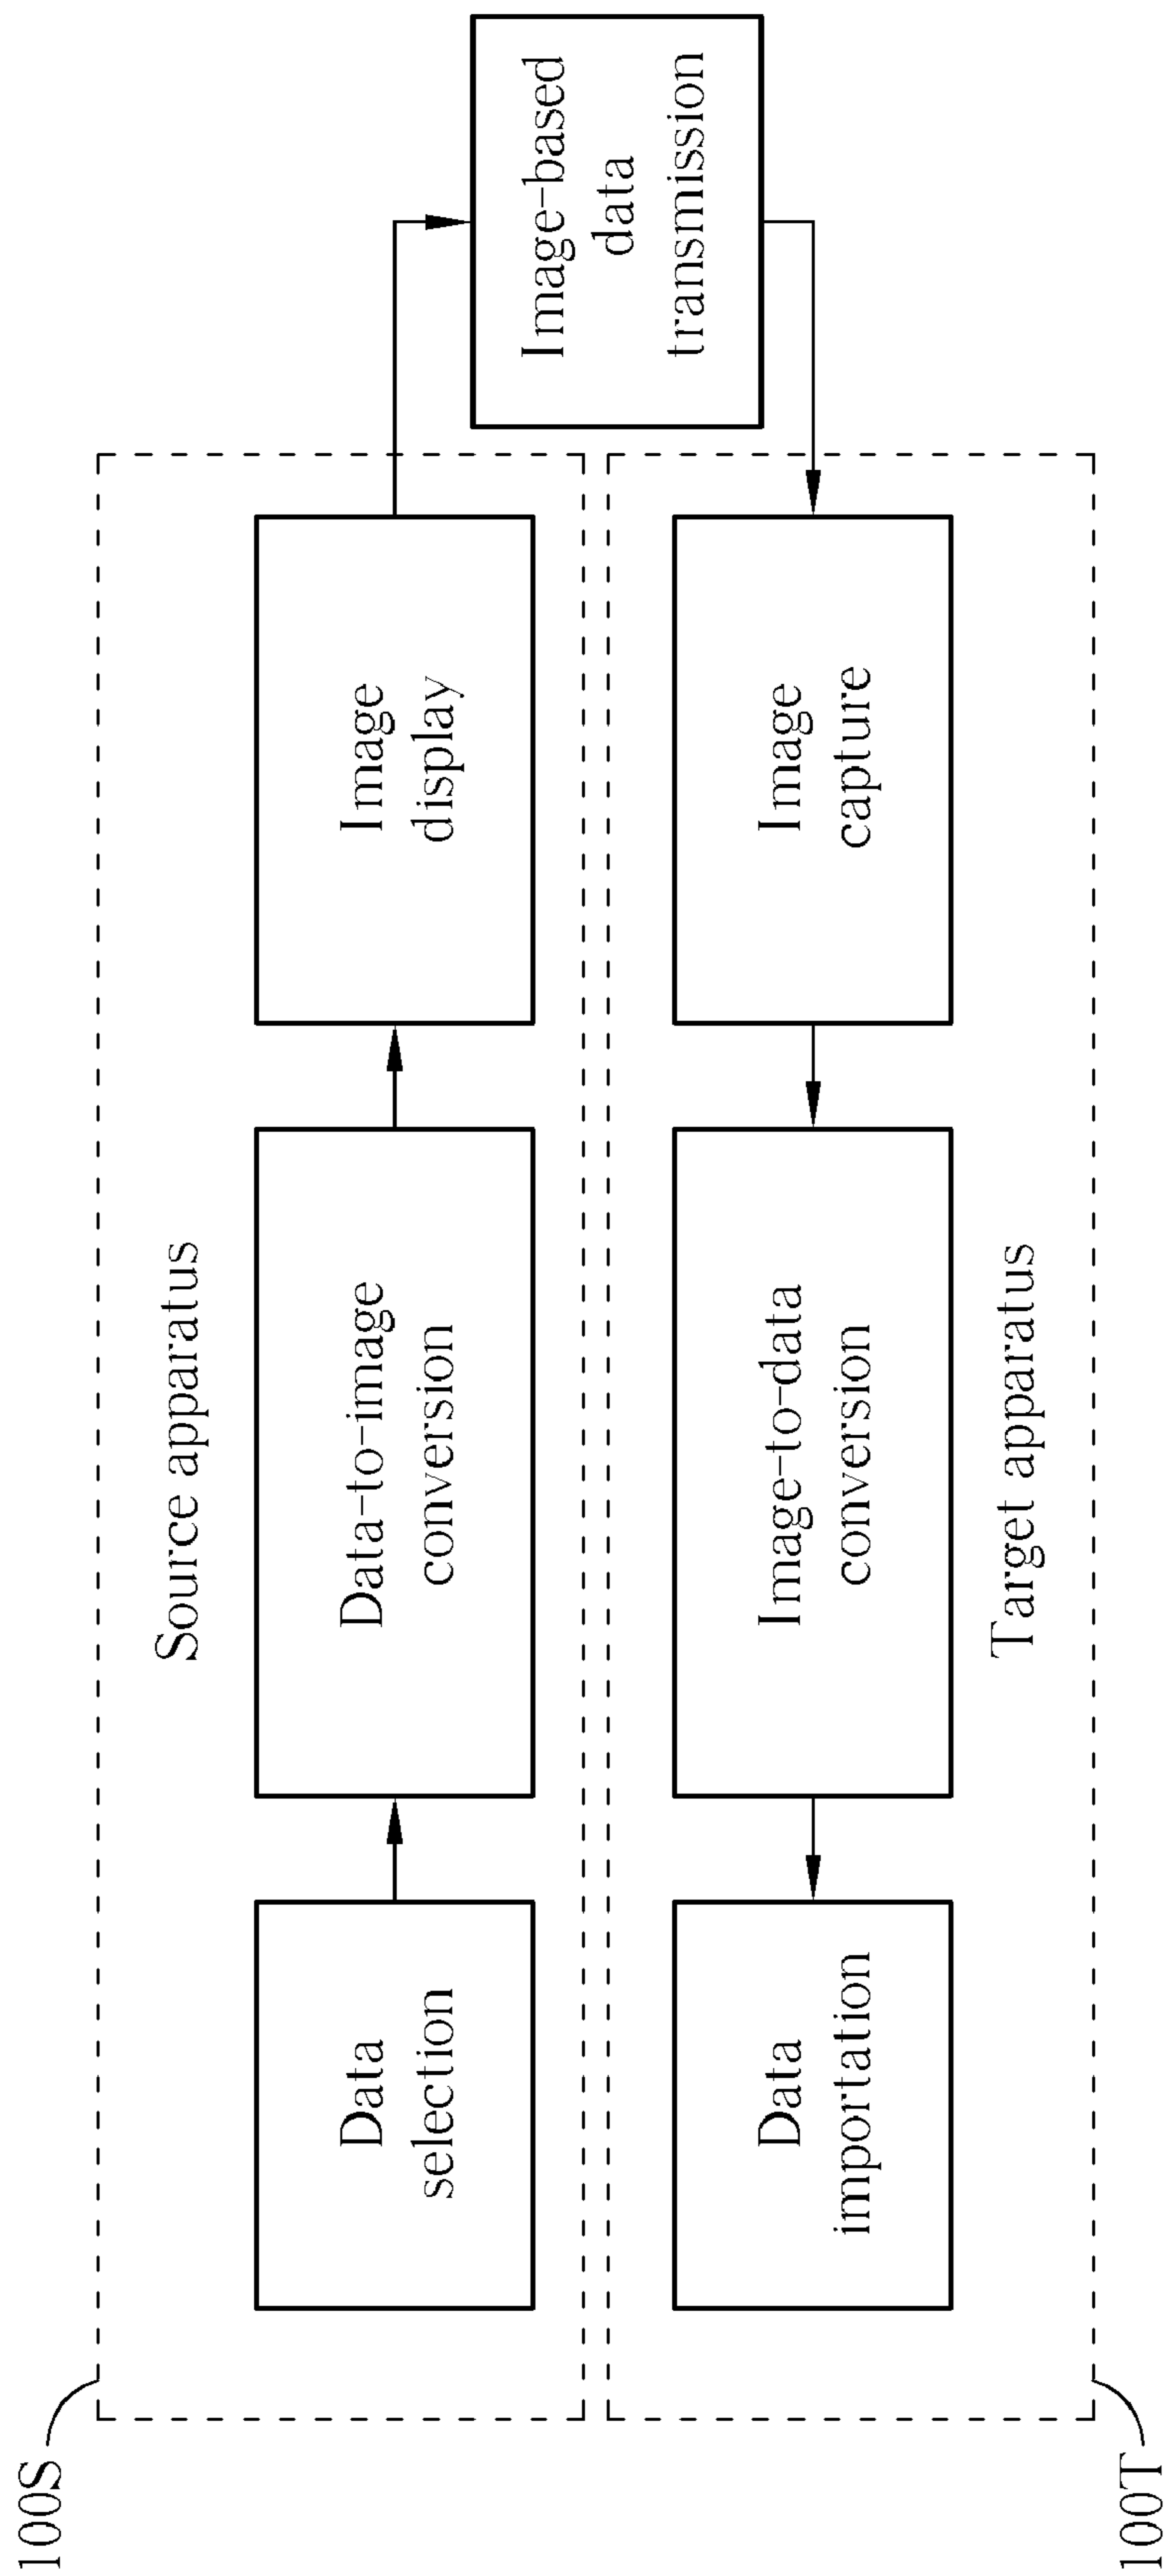 100S
Source apparatus
Data
selection
Data-to-image
conversion
Image
display
Image-based
data
transmission
Data
importation
Image-to-data
conversion
Image
capture
Target apparatus
100T